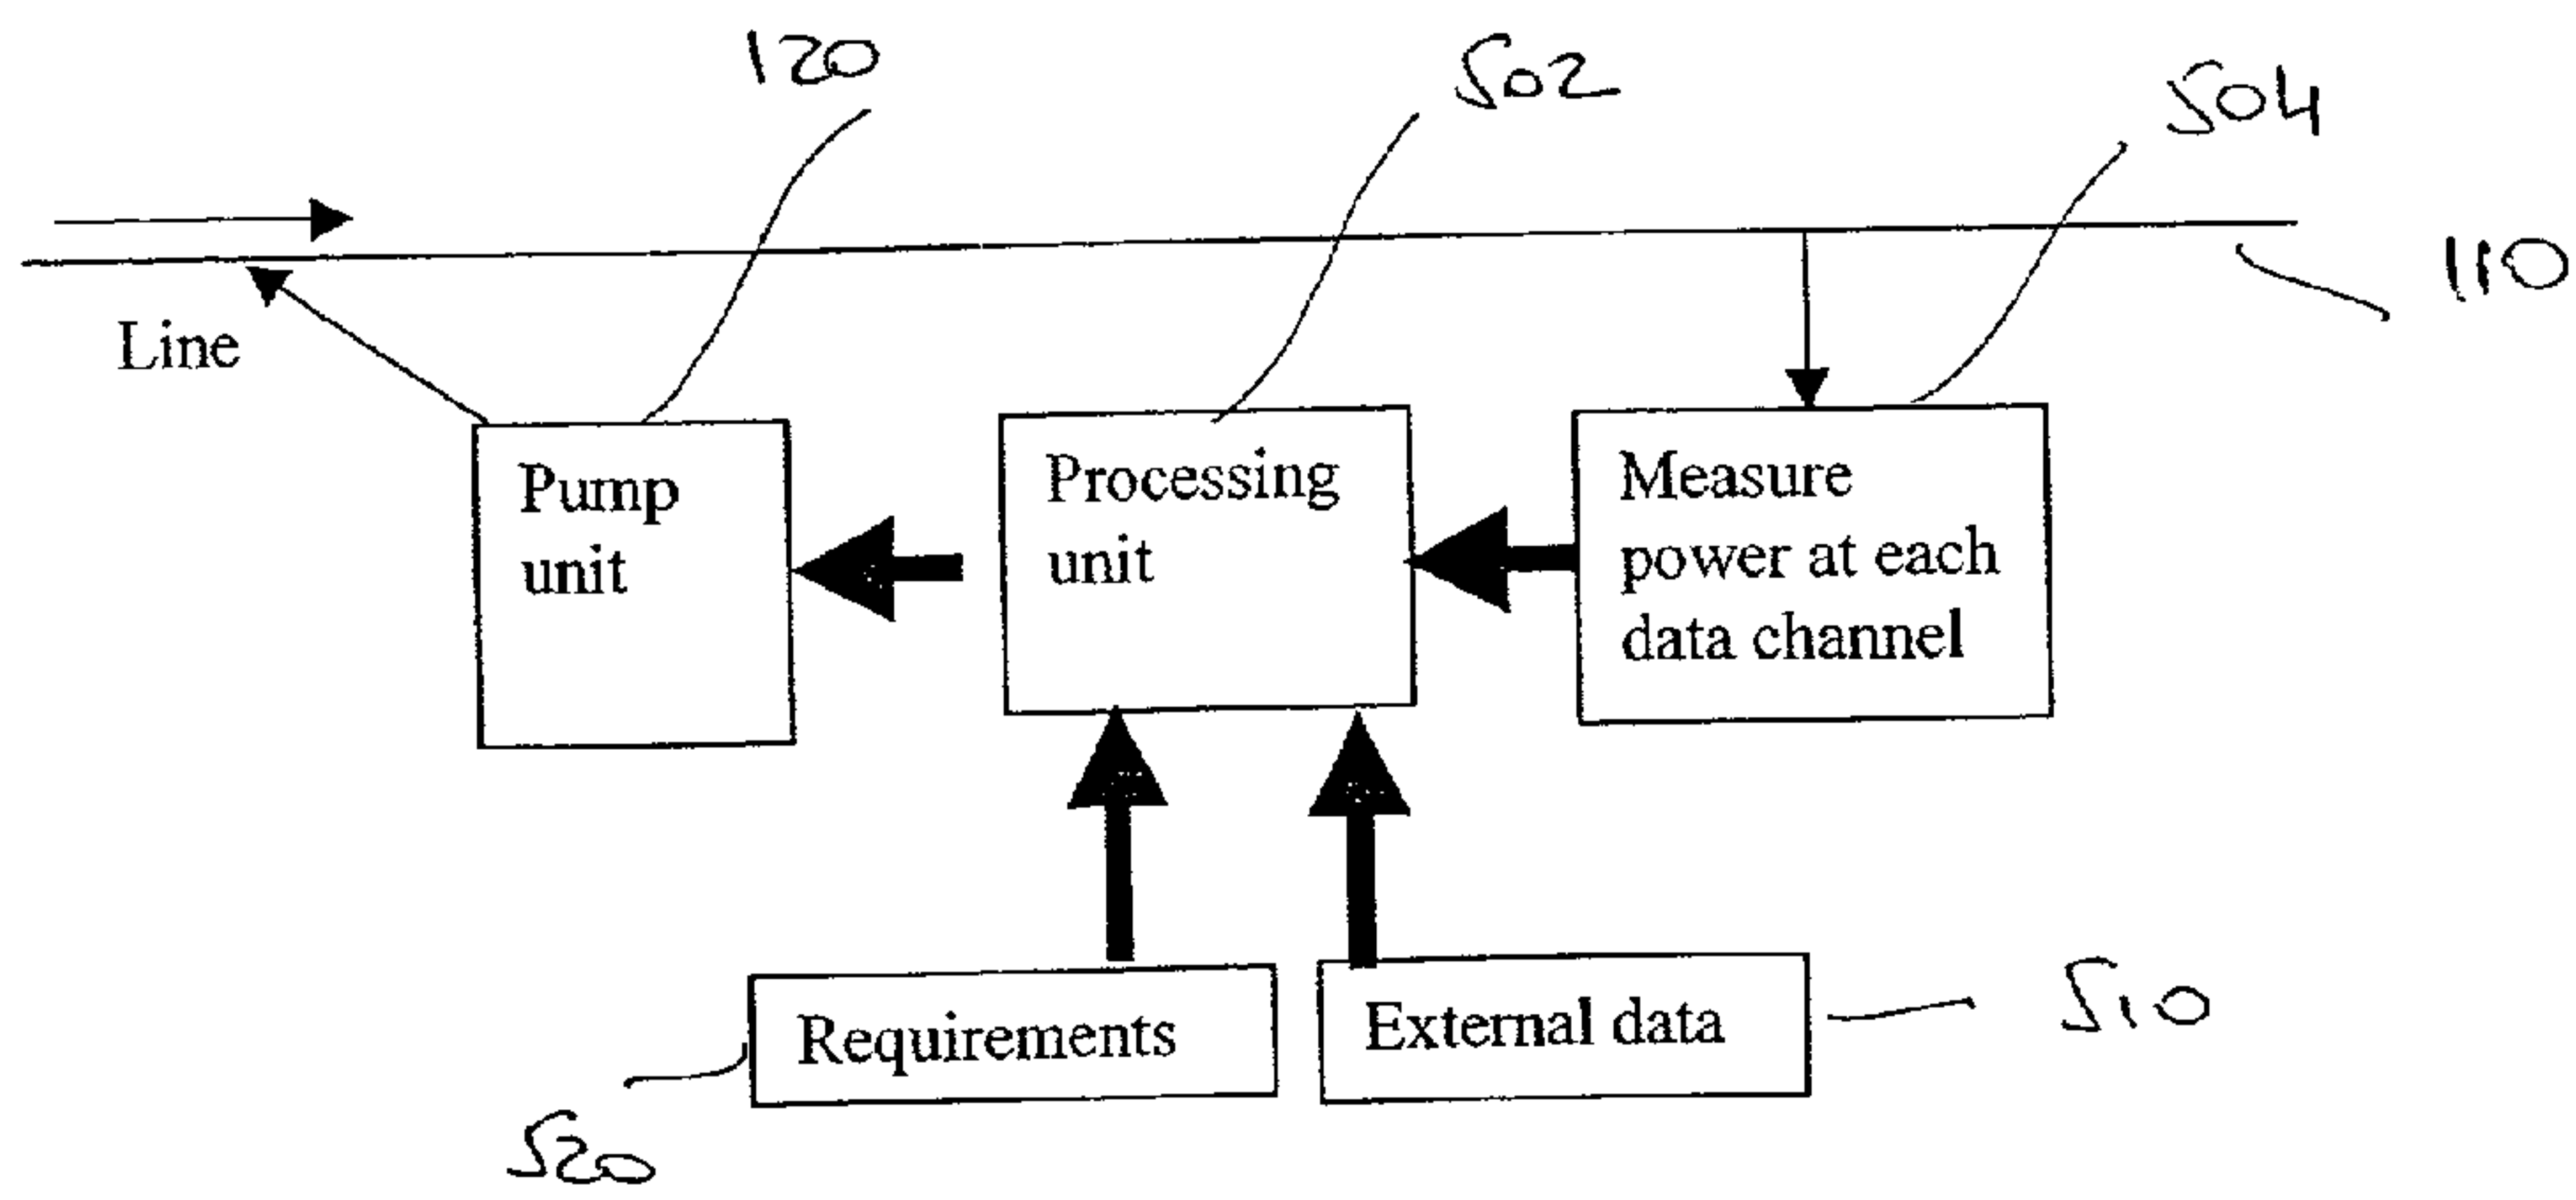 120
502
504
110
Line
Pump
unit
Processing
unit
Measure
power at each
data channel
Requirements
External data
510
520